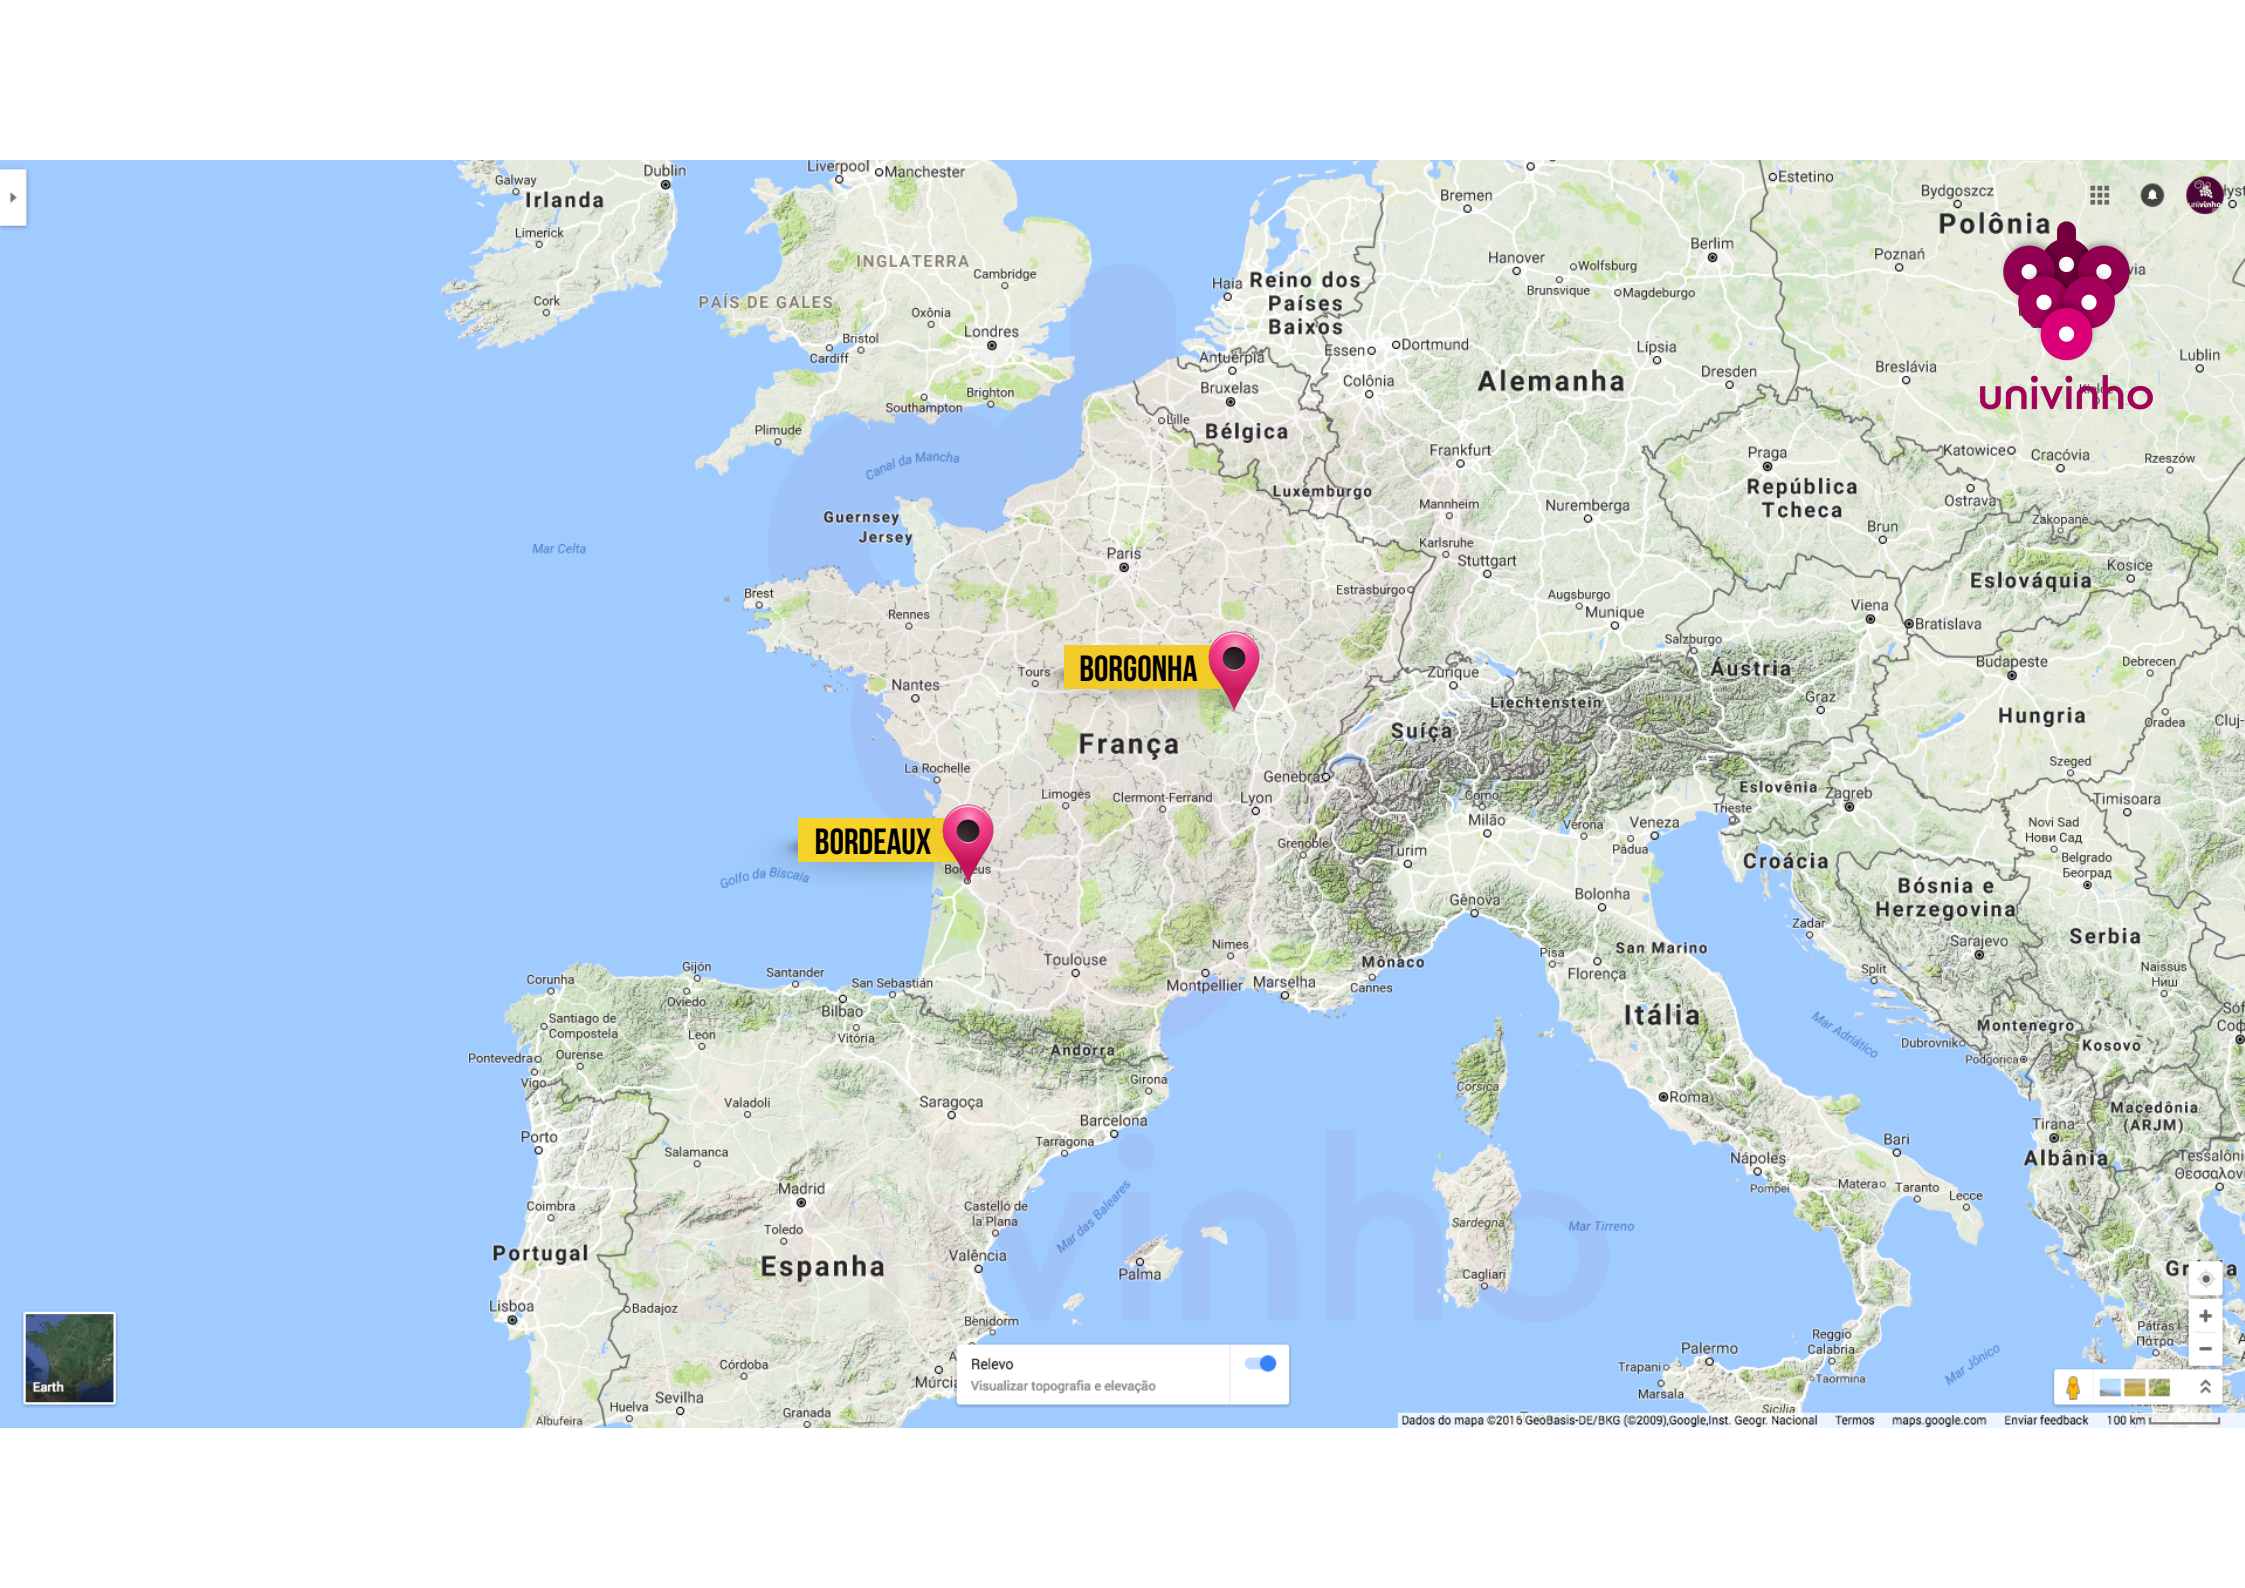 Galway
Dublin
Irlanda
Limerick
Cork
Liverpool
Manchester
INGLATERRA
Cambridge
PAÍS DE GALES
Oxônia
Londres
Bristol
Cardiff
Brighton
Southampton
Plimude
Canal da Mancha
Guernsey
Jersey
Mar Celta
Haia
Reino dos
Países
Baixos
Antuérpia
Bruxelas
Lille
Bélgica
Luxemburgo
Bremen
Hanover
Wolfsburg
Brunsvique
Magdeburgo
Berlim
Essen
Dortmund
Colônia
Lípsia
Dresden
Alemanha
Frankfurt
Mannheim
Nuremberga
Karlsruhe
Stuttgart
Estrasburgo
Augsburgo
Munique
Estetino
Bydgoszcz
Polônia
Poznań
Breslávia
Lublin
univinho
Katowice
Cracóvia
Rzeszów
Praga
República
Tcheca
Ostrava
Zakopane
Brun
Kosice
Eslováquia
Viena
Bratislava
Salzburgo
Áustria
Graz
Budapeste
Debrecen
Hungria
Oradea
Cluj-
Szeged
Timisoara
Paris
Brest
Rennes
BORGONHA
Tours
Nantes
França
La Rochelle
Limoges
Clermont-Ferrand
Lyon
Genebra
Zurique
Liechtenstein
Suíça
BORDEAUX
Golfo da Biscaia
Grenoble
Toulouse
Nimes
Montpellier
Marselha
Mônaco
Cannes
Como
Milão
Verona
Veneza
Pádua
Turim
Gênova
Bolonha
Trieste
Eslovênia
Zagreb
Croácia
Novi Sad
Нови Сад
Belgrado
Београд
Bósnia e
Herzegovina
Sarajevo
Serbia
Naissus
Ниш
Zadar
Split
San Marino
Pisa
Florença
Itália
Mar Adriático
Montenegro
Dubrovnik
Podgorica
Kosovo
Macedônia
(ARJM)
Tirana
Albânia
Corsica
Roma
Nápoles
Pompei
Bari
Matera
Taranto
Lecce
Sardegna
Cagliari
Mar Tirreno
Palermo
Trapani
Marsala
Reggio
Calabria
Taormina
Sicilia
Mar Jônico
Pátras
Πάτρα
Corunha
Gijón
Oviedo
Santander
San Sebastián
Bilbao
Vitória
Santiago de
Compostela
León
Pontevedra
Ourense
Vigo
Andorra
Girona
Valladoli
Saragoça
Barcelona
Tarragona
Porto
Salamanca
Madrid
Coimbra
Toledo
Castelló de
la Plana
Mar das Baleares
Portugal
Espanha
Valência
Palma
Lisboa
Badajoz
Benidorm
Córdoba
Múrcia
Sevilha
Huelva
Albufeira
Granada
Earth
Relevo
Visualizar topografia e elevação
Dados do mapa ©2016 GeoBasis-DE/BKG (©2009),Google,Inst. Geogr. Nacional Termos maps.google.com Enviar feedback 100 km